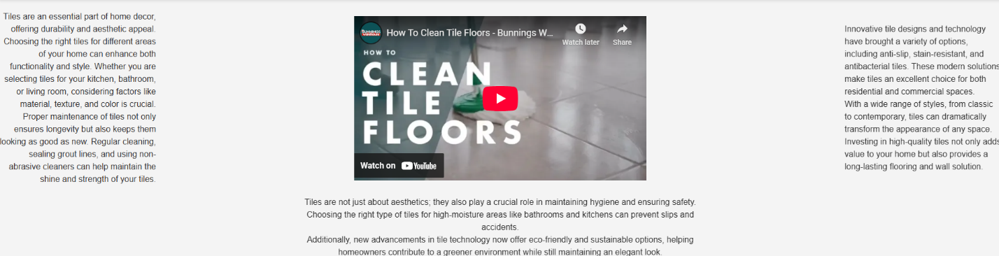 Tiles are an essential part of home decor,
offering durability and aesthetic appeal.
Choosing the right tiles for different areas
of your home can enhance both
functionality and style. Whether you are
selecting tiles for your kitchen, bathroom,
or living room, considering factors like
material, texture, and color is crucial.
Proper maintenance of tiles not only
ensures longevity but also keeps them
looking as good as new. Regular cleaning,
sealing grout lines, and using non-
abrasive cleaners can help maintain the
shine and strength of your tiles.
BUNNINGS
warehouse
How To Clean Tile Floors - Bunnings W...
Watch later
Share
HOW TO
CLEAN
TILE
FLOORS
Watch on YouTube
Tiles are not just about aesthetics; they also play a crucial role in maintaining hygiene and ensuring safety.
Choosing the right type of tiles for high-moisture areas like bathrooms and kitchens can prevent slips and
accidents.
Additionally, new advancements in tile technology now offer eco-friendly and sustainable options, helping
homeowners contribute to a greener environment while still maintaining an elegant look.
Innovative tile designs and technology
have brought a variety of options,
including anti-slip, stain-resistant, and
antibacterial tiles. These modern solutions
make tiles an excellent choice for both
residential and commercial spaces.
With a wide range of styles, from classic
to contemporary, tiles can dramatically
transform the appearance of any space.
Investing in high-quality tiles not only adds
value to your home but also provides a
long-lasting flooring and wall solution.